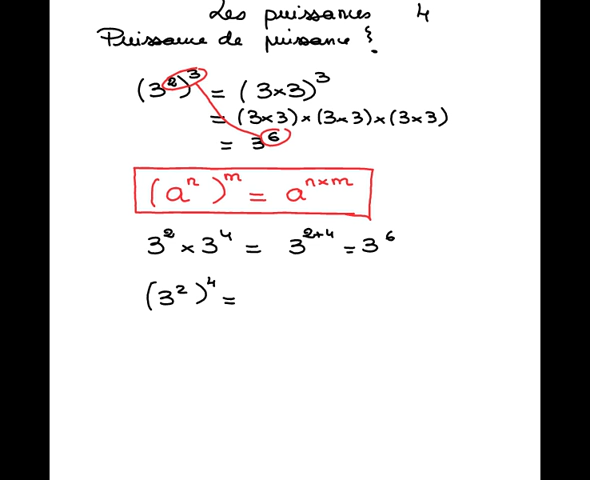 Les puissances 4
Puissance de puissance ?
(3²)³ = (3×3)³
= (3×3)×(3×3)×(3×3)
= 3⁶
(aⁿ)ᵐ = aⁿˣᵐ
3² × 3⁴ = 3²⁺⁴ = 3⁶
(3²)⁴ =